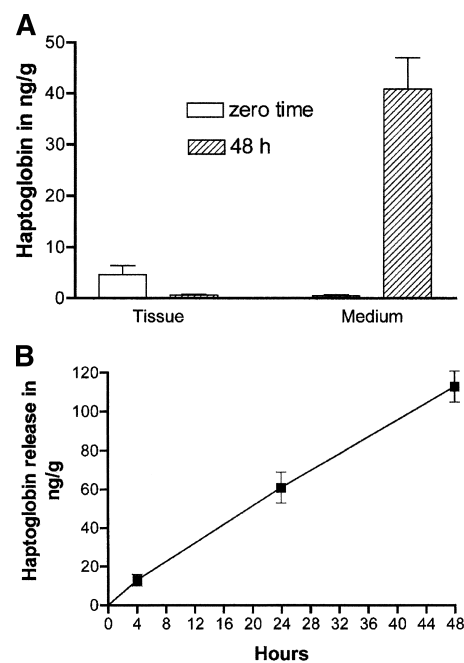 A
Haptoglobin in ng/g
50
40
30
20
10
0
zero time
48 h
Tissue Medium
B
Haptoglobin release in
ng/g
120
100
80
60
40
20
0
0 4 8 12 16 20 24 28 32 36 40 44 48
Hours